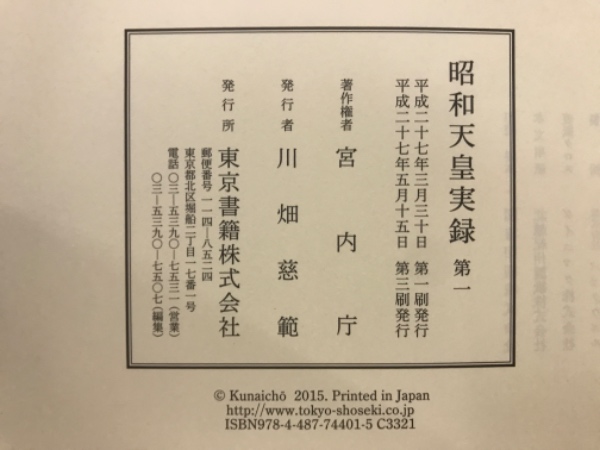 昭和天皇実録 第一
平成二十七年三月三十日 第一刷発行
平成二十七年五月十五日 第三刷発行
著作権者 宮内庁
発行者 川畑慈範
発行所 東京書籍株式会社
郵便番号 一一四―八五二四
東京都北区堀船二丁目一七番一号
電話 〇三―五三九〇―七五三一(営業)
〇三―五三九〇―七五〇七(編集)
© Kunaichō 2015. Printed in Japan
http://www.tokyo-shoseki.co.jp
ISBN978-4-487-74401-5 C3321